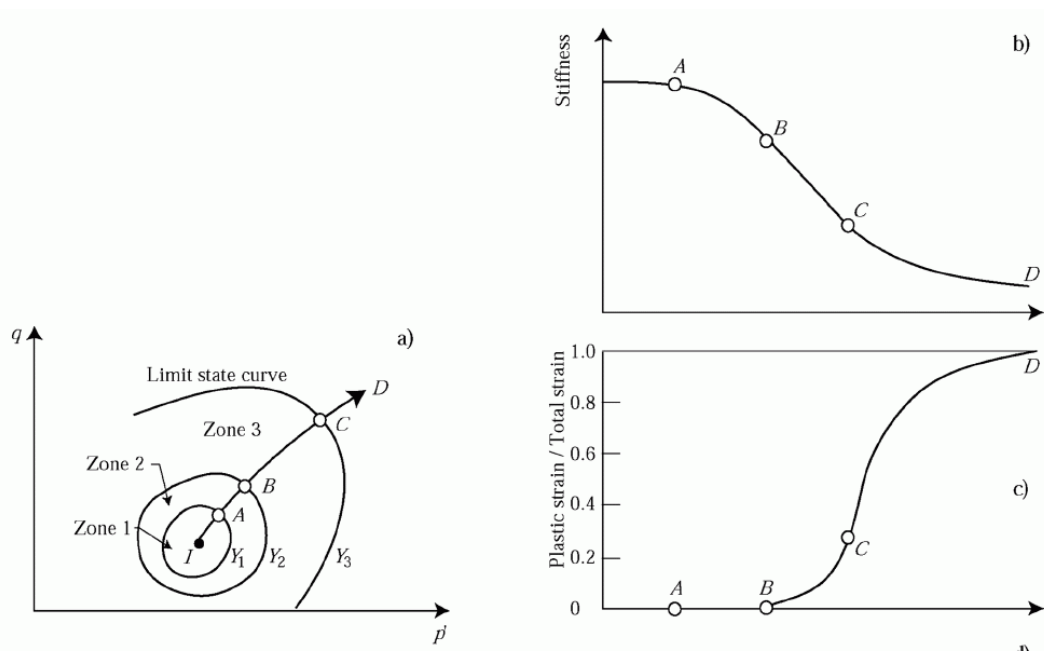 b)
Stiffness
A
B
C
D
a)
q
Limit state curve
D
Zone 3
C
Zone 2
B
Zone 1
A
I
Y1
Y2
Y3
p'
c)
Plastic strain / Total strain
1.0
0.8
0.6
0.4
0.2
0
A
B
C
D